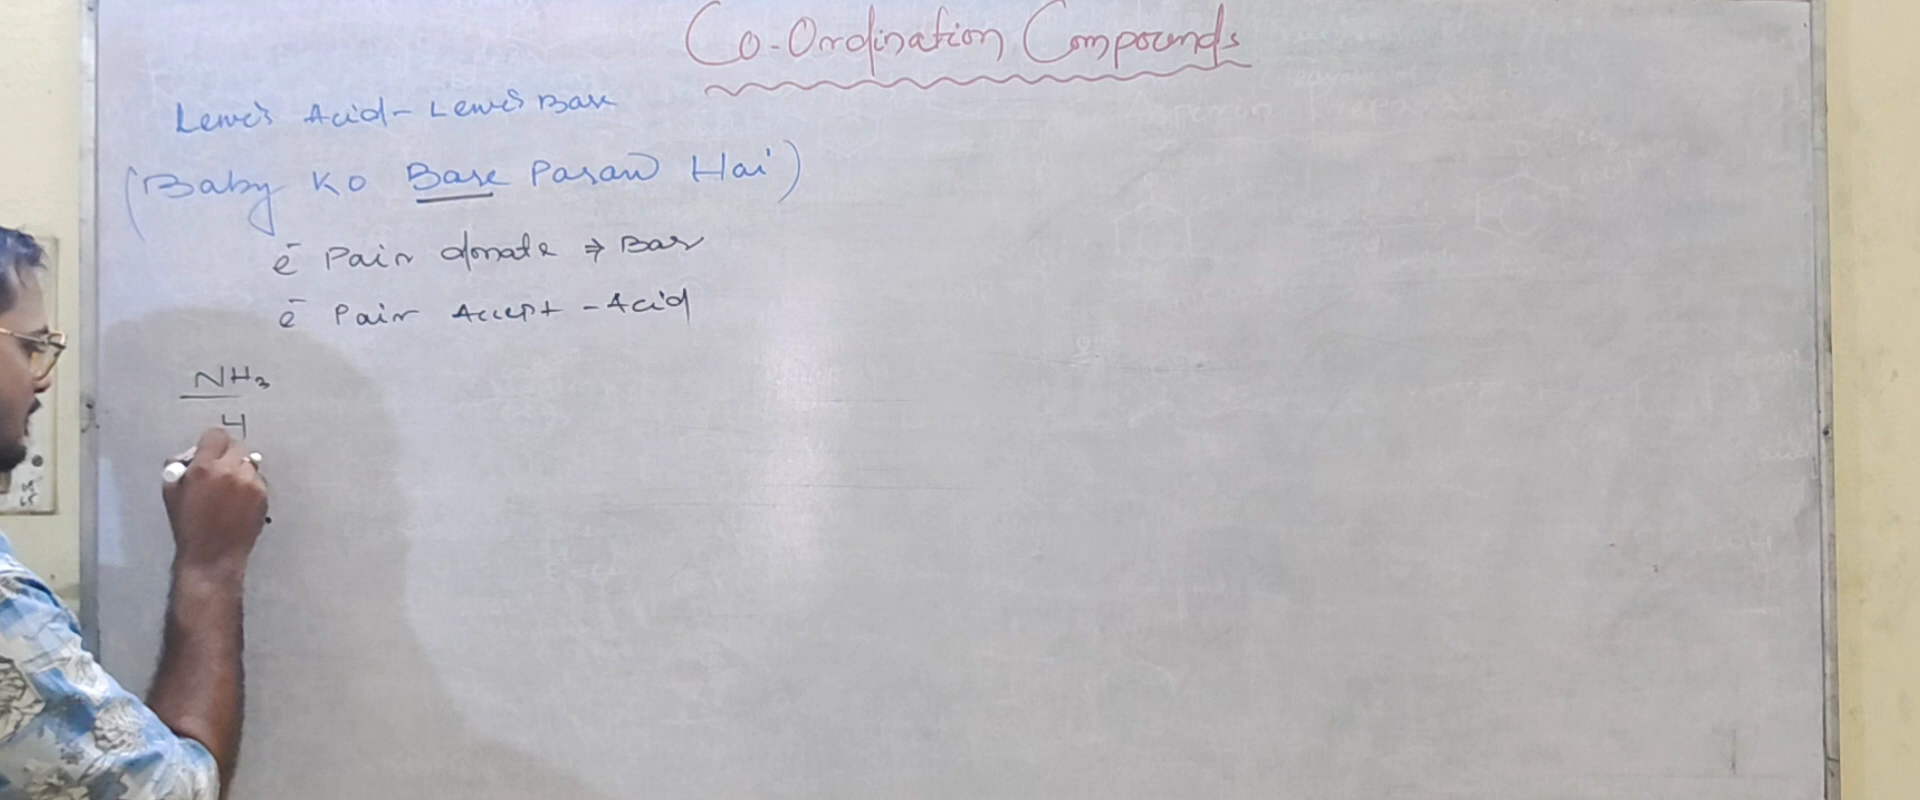 Co-Ordination Compounds
Lewis Acid - Lewis Base
(Baby Ko Base Pasand Hai)
e⁻ Pair donate ⇒ Base
e⁻ Pair Accept - Acid
NH₃
4